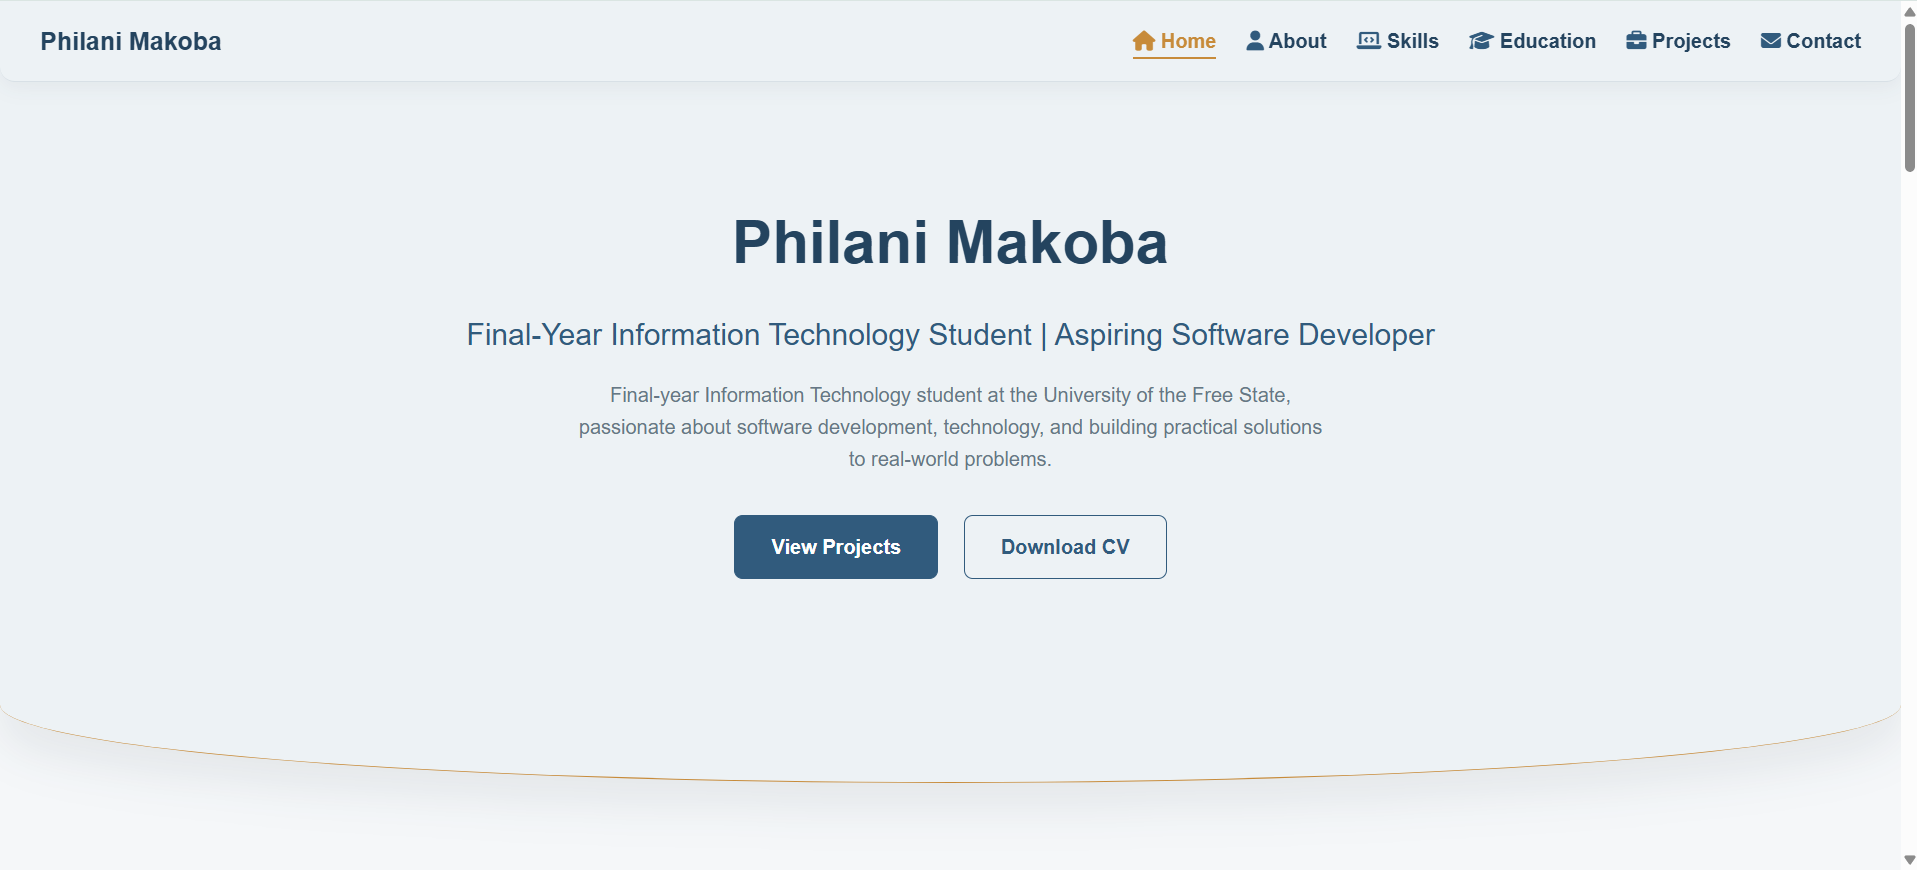 Philani Makoba
Home About Skills Education Projects Contact
Philani Makoba
Final-Year Information Technology Student | Aspiring Software Developer
Final-year Information Technology student at the University of the Free State,
passionate about software development, technology, and building practical solutions
to real-world problems.
View Projects
Download CV